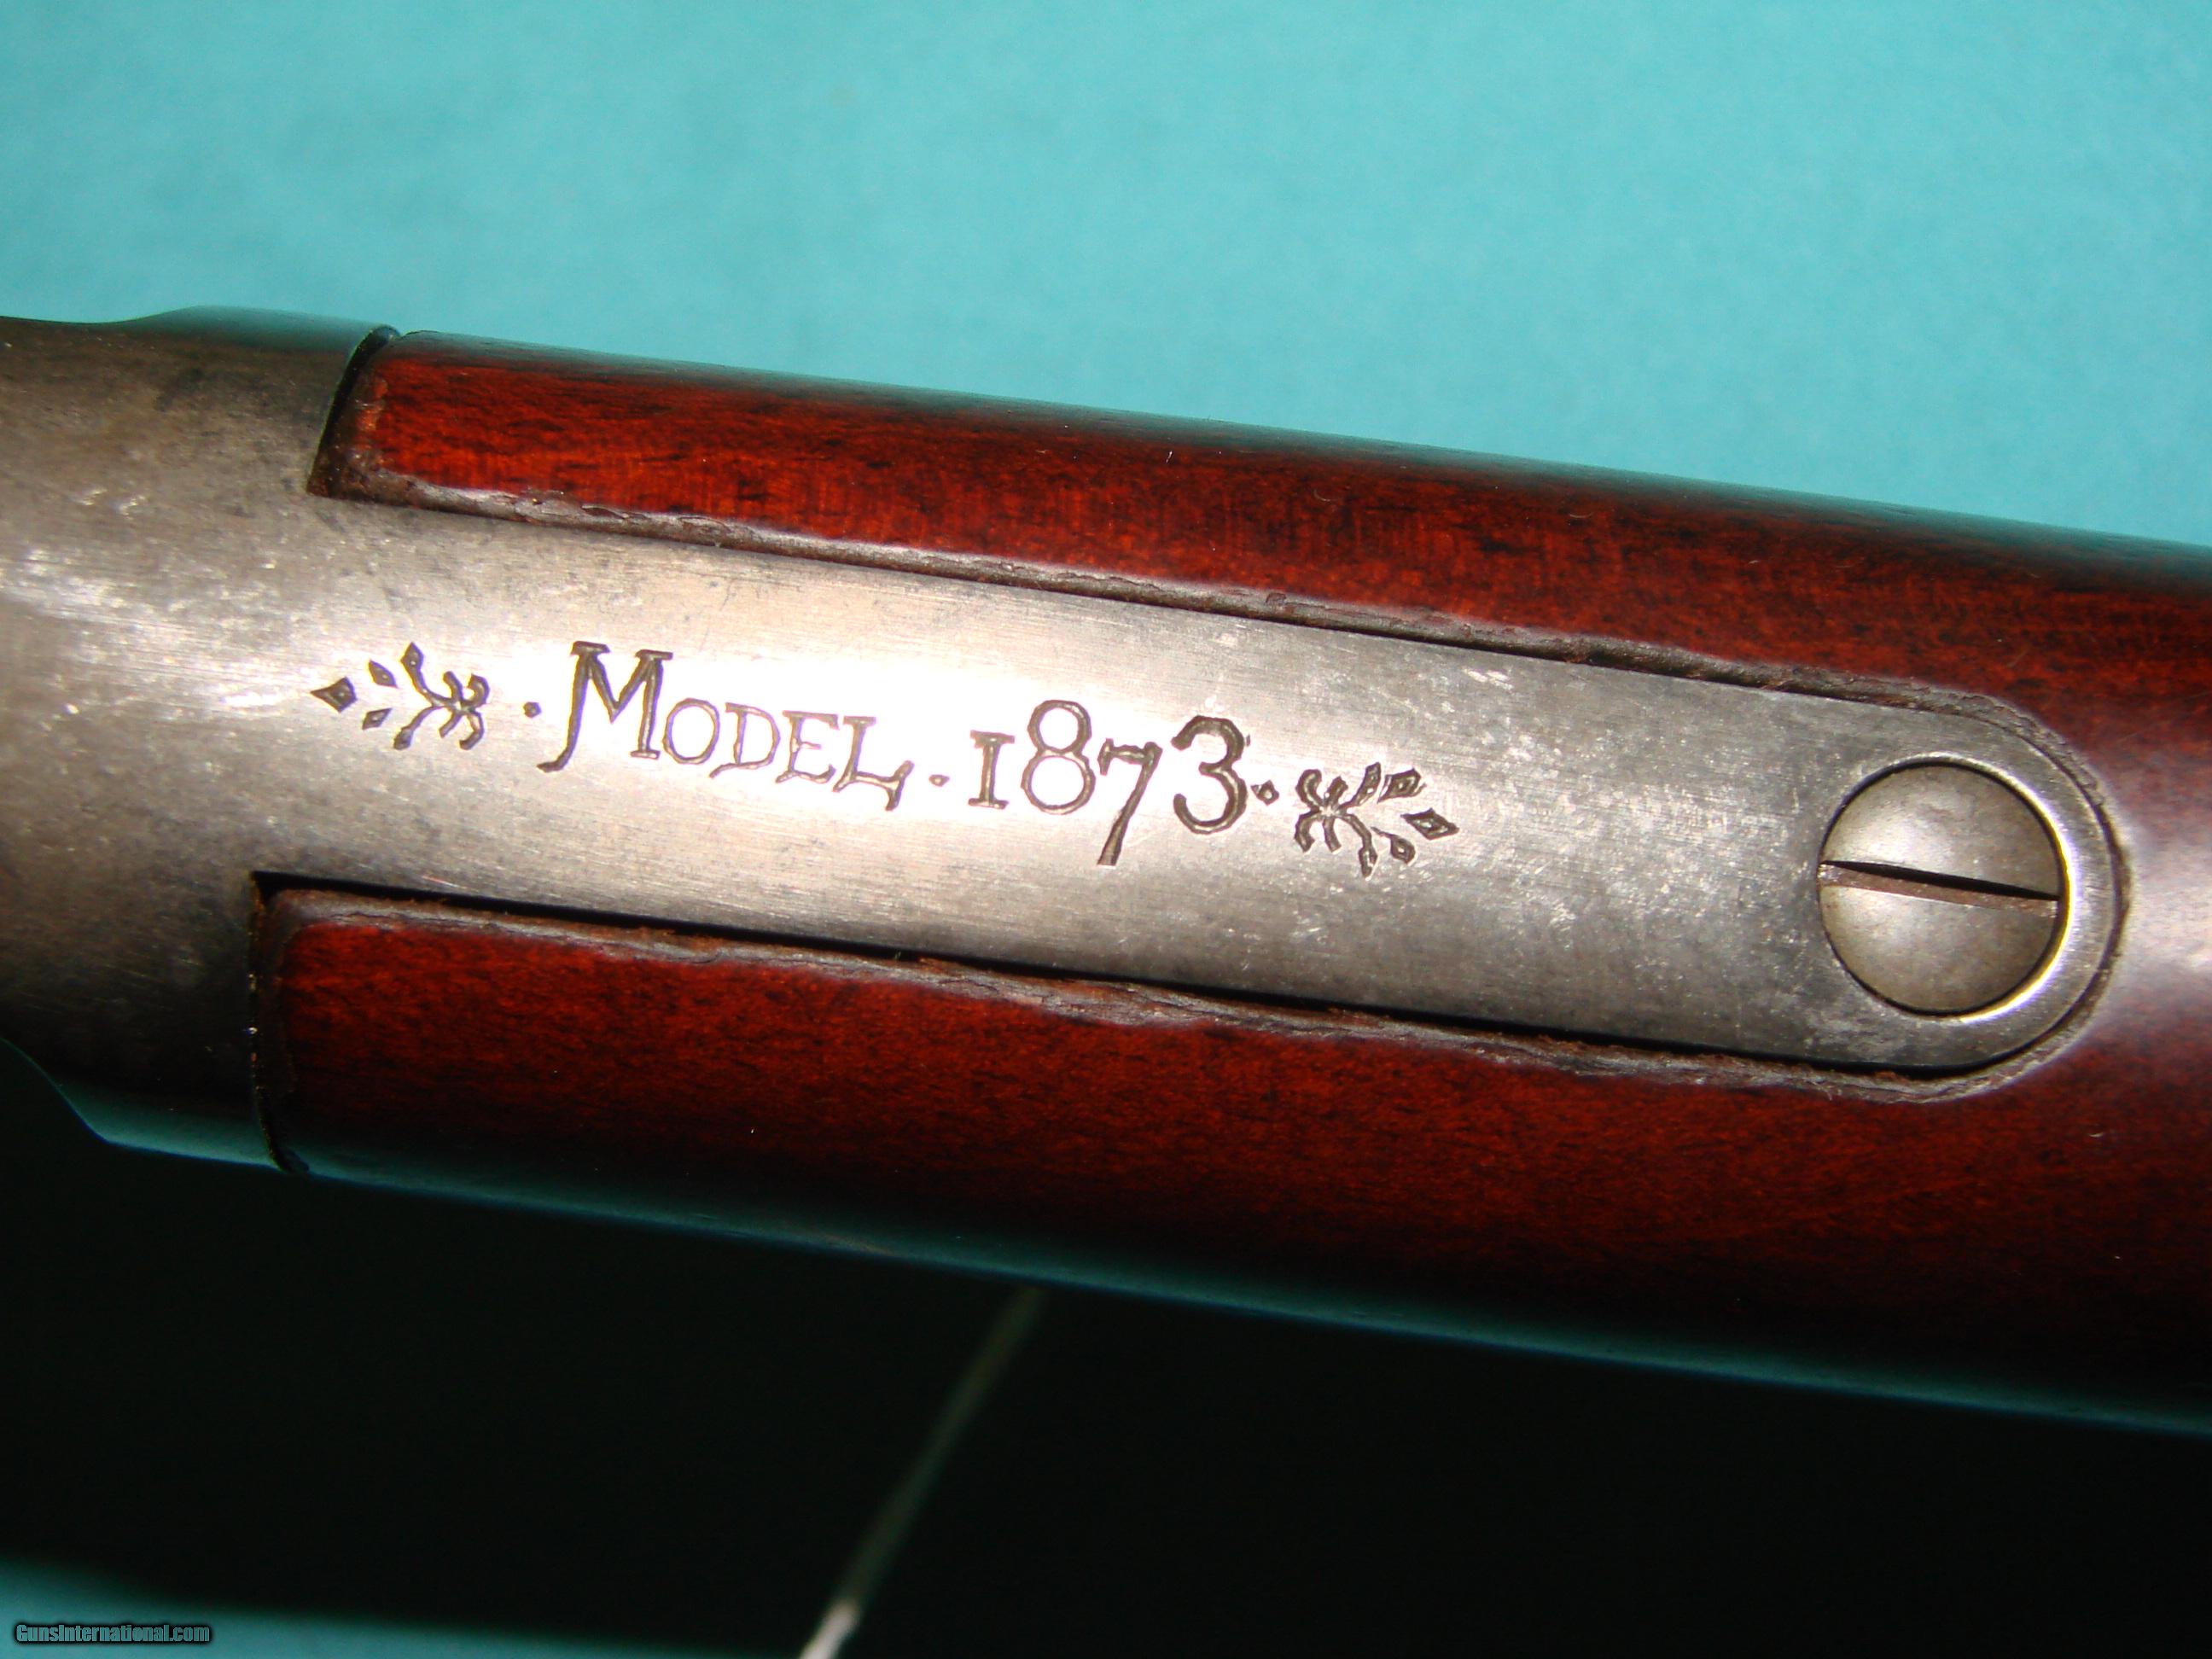 · MODEL · 1873 ·
GunsInternational.com